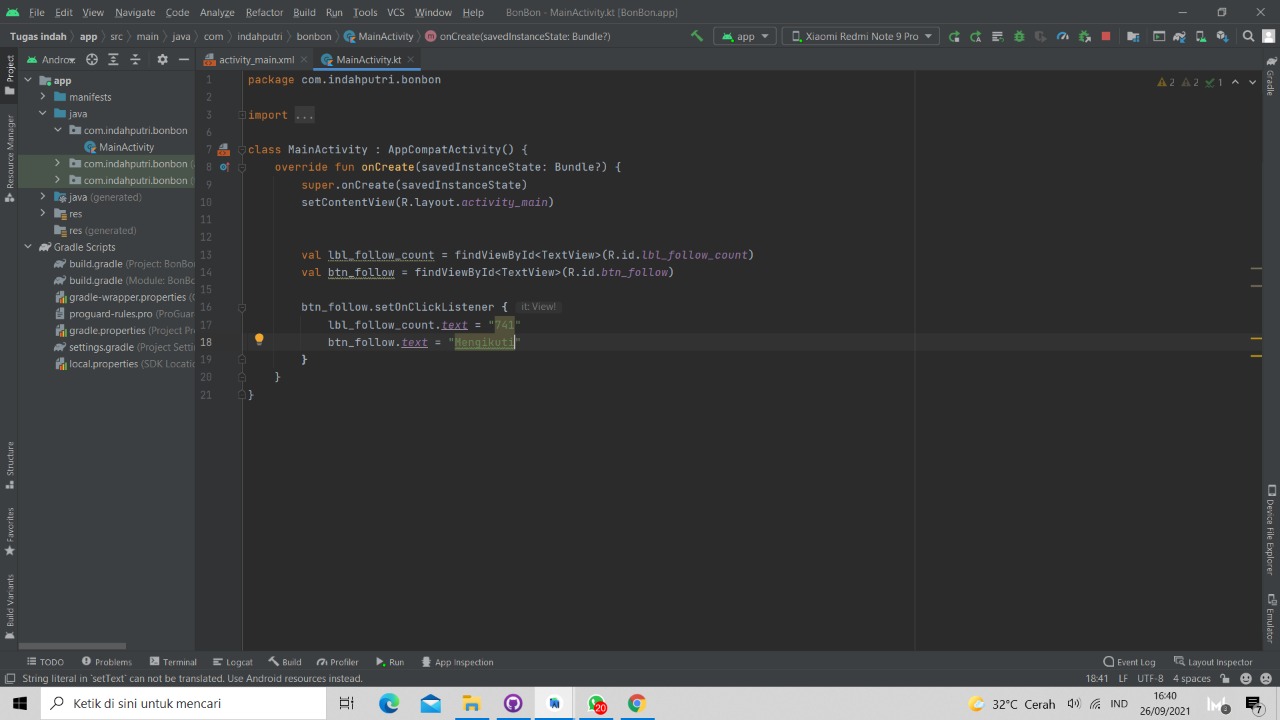 File Edit View Navigate Code Analyze Refactor Build Run Tools VCS Window Help BonBon - MainActivity.kt [BonBon.app]
Tugas indah app src main java com indahputri bonbon MainActivity onCreate(savedInstanceState: Bundle?) app Xiaomi Redmi Note 9 Pro
Project
Resource Manager
Structure
Favorites
Build Variants
app
manifests
java
com.indahputri.bonbon
MainActivity
com.indahputri.bonbon
com.indahputri.bonbon
java (generated)
res
res (generated)
Gradle Scripts
build.gradle (Project: BonBo
build.gradle (Module: BonBo
gradle-wrapper.properties
proguard-rules.pro (ProGuar
gradle.properties (Project Pr
settings.gradle (Project Setti
local.properties (SDK Locatio
activity_main.xml MainActivity.kt
1 package com.indahputri.bonbon
2
3 import ...
6
7 class MainActivity : AppCompatActivity() {
8 override fun onCreate(savedInstanceState: Bundle?) {
9 super.onCreate(savedInstanceState)
10 setContentView(R.layout.activity_main)
11
12
13 val lbl_follow_count = findViewById<TextView>(R.id.lbl_follow_count)
14 val btn_follow = findViewById<TextView>(R.id.btn_follow)
15
16 btn_follow.setOnClickListener { it: View!
17 lbl_follow_count.text = "741"
18 btn_follow.text = "Mengikuti"
19 }
20 }
21 }
2 2 1
Gradle
Device File Explorer
Emulator
TODO Problems Terminal Logcat Build Profiler Run App Inspection Event Log Layout Inspector
String literal in `setText` can not be translated. Use Android resources instead. 18:41 LF UTF-8 4 spaces
Ketik di sini untuk mencari 20 32°C Cerah IND 16:40
26/09/2021 7